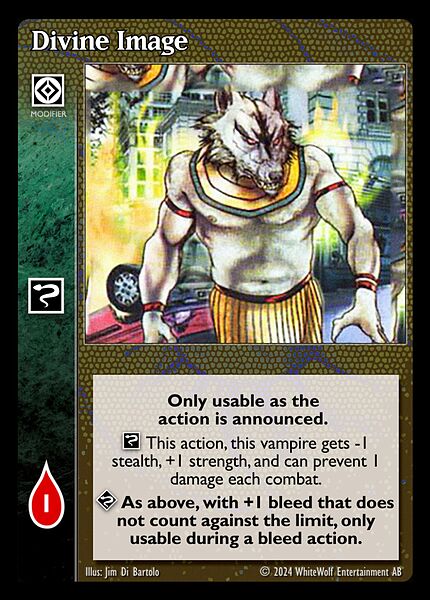 Divine Image
MODIFIER
Only usable as the
action is announced.
This action, this vampire gets -1
stealth, +1 strength, and can prevent 1
damage each combat.
As above, with +1 bleed that does
not count against the limit, only
usable during a bleed action.
1
Illus: Jim Di Bartolo © 2024 WhiteWolf Entertainment AB